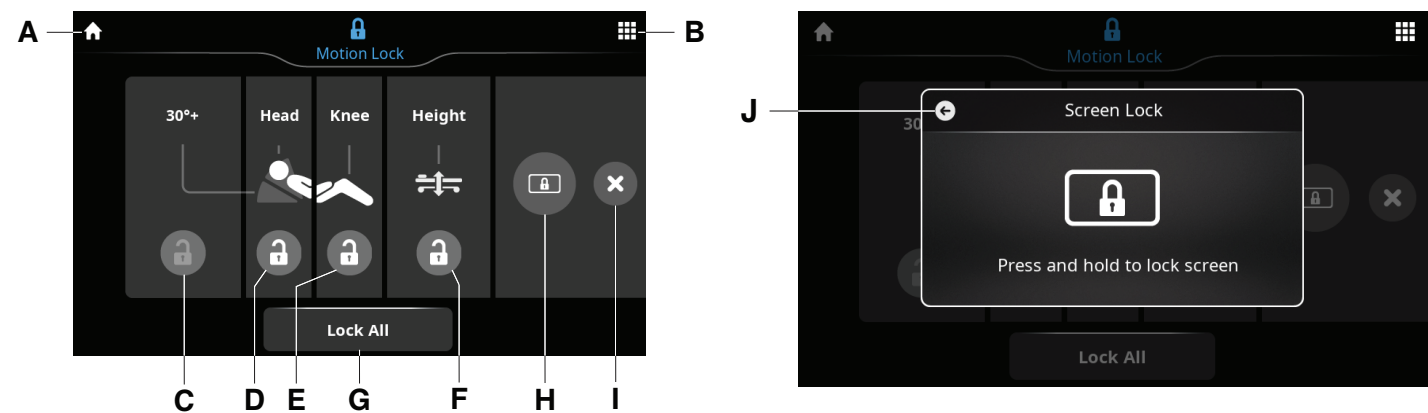 A
B
Motion Lock
30°+
Head
Knee
Height
Lock All
C
D
E
G
F
H
I
Motion Lock
J
Screen Lock
30
Press and hold to lock screen
Lock All